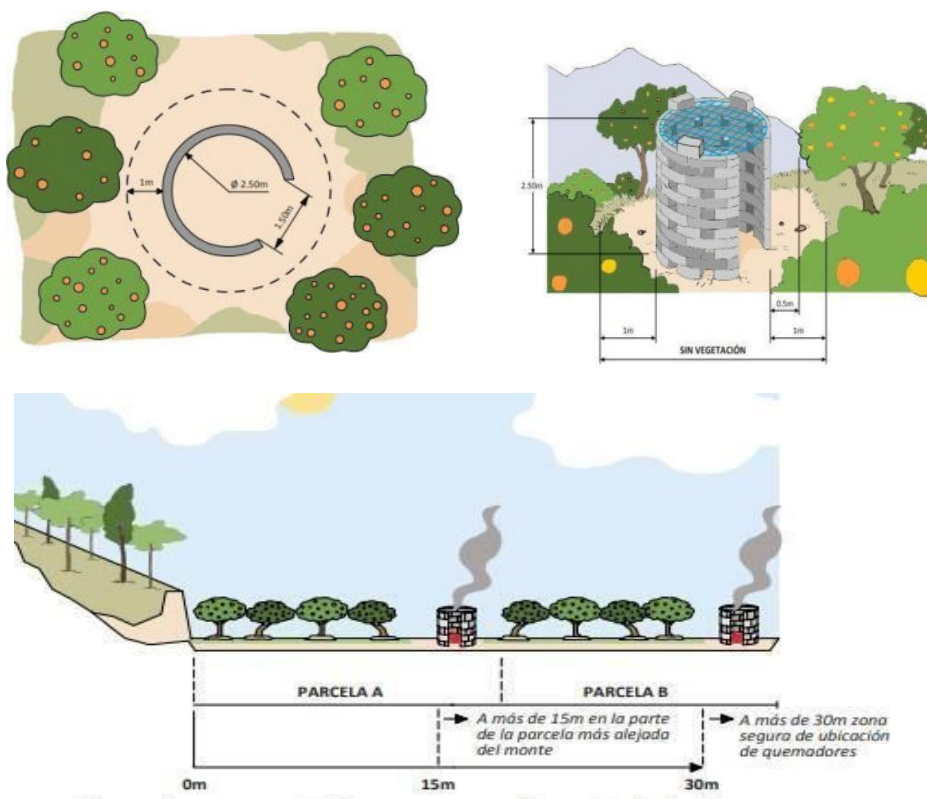 1m
Ø 2.50m
1.50m
2.50m
0.5m
1m
1m
SIN VEGETACIÓN
PARCELA A
PARCELA B
A más de 15m en la parte
de la parcela más alejada
del monte
A más de 30m zona
segura de ubicación
de quemadores
0m
15m
30m